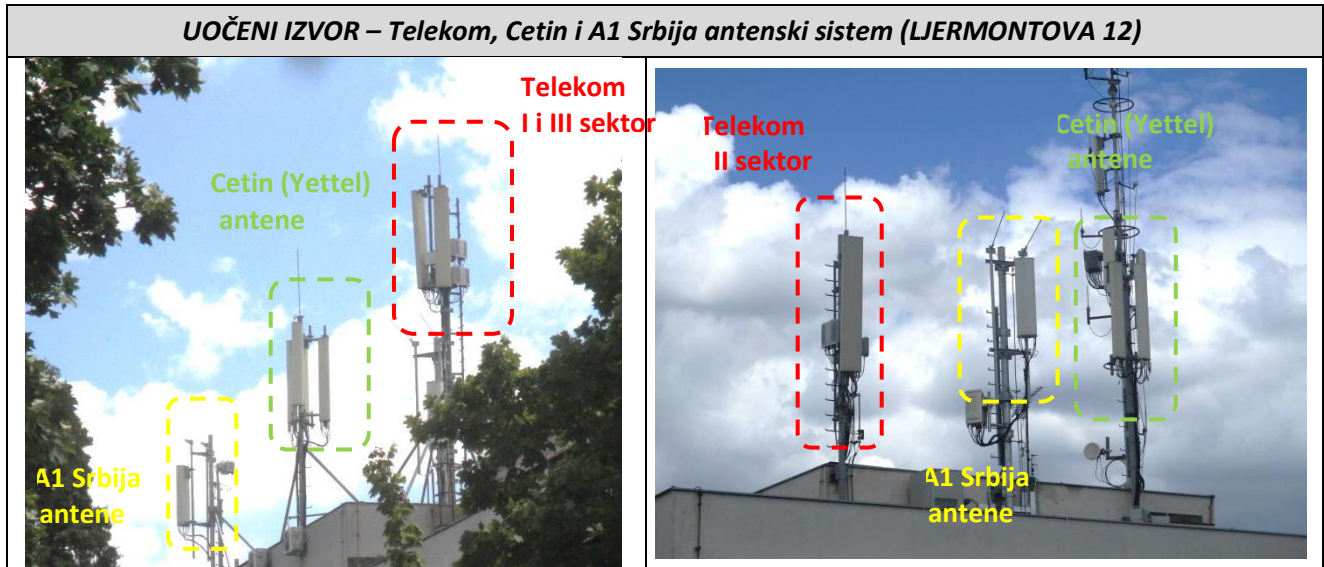 UOČENI IZVOR – Telekom, Cetin i A1 Srbija antenski sistem (LJERMONTOVA 12)
Telekom
I i III sektor
Cetin (Yettel)
antene
A1 Srbija
antene
Telekom
II sektor
Cetin (Yettel)
antene
A1 Srbija
antene